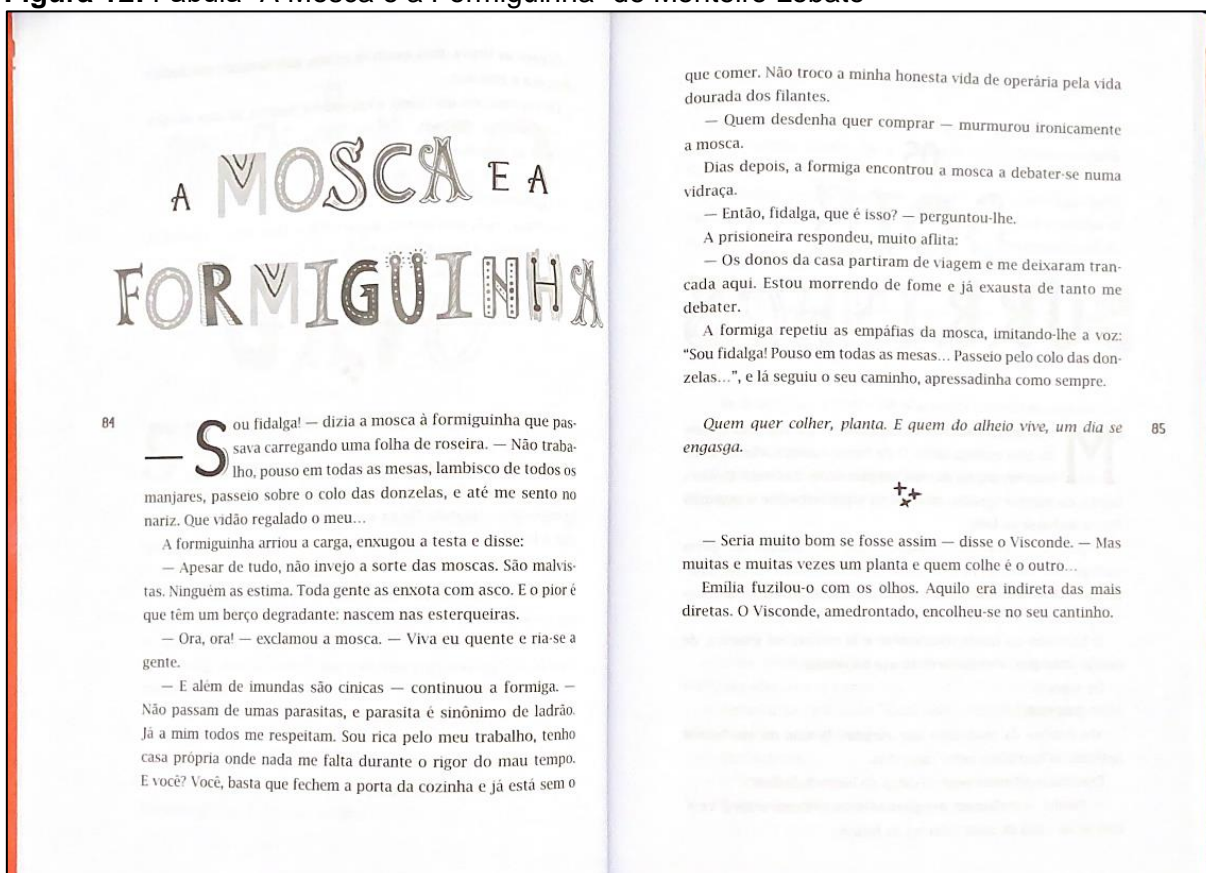 Figura 12: Fábula "A Mosca e a Formiguinha" de Monteiro Lobato
A MOSCA E A
FORMIGÜINHA
84
— Sou fidalga! — dizia a mosca à formiguinha que pas-
sava carregando uma folha de roseira. — Não traba-
lho, pouso em todas as mesas, lambisco de todos os
manjares, passeio sobre o colo das donzelas, e até me sento no
nariz. Que vidão regalado o meu...
A formiguinha arriou a carga, enxugou a testa e disse:
— Apesar de tudo, não invejo a sorte das moscas. São malvis-
tas. Ninguém as estima. Toda gente as enxota com asco. E o pior é
que têm um berço degradante: nascem nas esterqueiras.
— Ora, ora! — exclamou a mosca. — Viva eu quente e ria-se a
gente.
— E além de imundas são cínicas — continuou a formiga. —
Não passam de umas parasitas, e parasita é sinônimo de ladrão.
Já a mim todos me respeitam. Sou rica pelo meu trabalho, tenho
casa própria onde nada me falta durante o rigor do mau tempo.
E você? Você, basta que fechem a porta da cozinha e já está sem o
que comer. Não troco a minha honesta vida de operária pela vida
dourada dos filantes.
— Quem desdenha quer comprar — murmurou ironicamente
a mosca.
Dias depois, a formiga encontrou a mosca a debater-se numa
vidraça.
— Então, fidalga, que é isso? — perguntou-lhe.
A prisioneira respondeu, muito aflita:
— Os donos da casa partiram de viagem e me deixaram tran-
cada aqui. Estou morrendo de fome e já exausta de tanto me
debater.
A formiga repetiu as empáfias da mosca, imitando-lhe a voz:
"Sou fidalga! Pouso em todas as mesas... Passeio pelo colo das don-
zelas...", e lá seguiu o seu caminho, apressadinha como sempre.
Quem quer colher, planta. E quem do alheio vive, um dia se
engasga.
85
— Seria muito bom se fosse assim — disse o Visconde. — Mas
muitas e muitas vezes um planta e quem colhe é o outro...
Emília fuzilou-o com os olhos. Aquilo era indireta das mais
diretas. O Visconde, amedrontado, encolheu-se no seu cantinho.